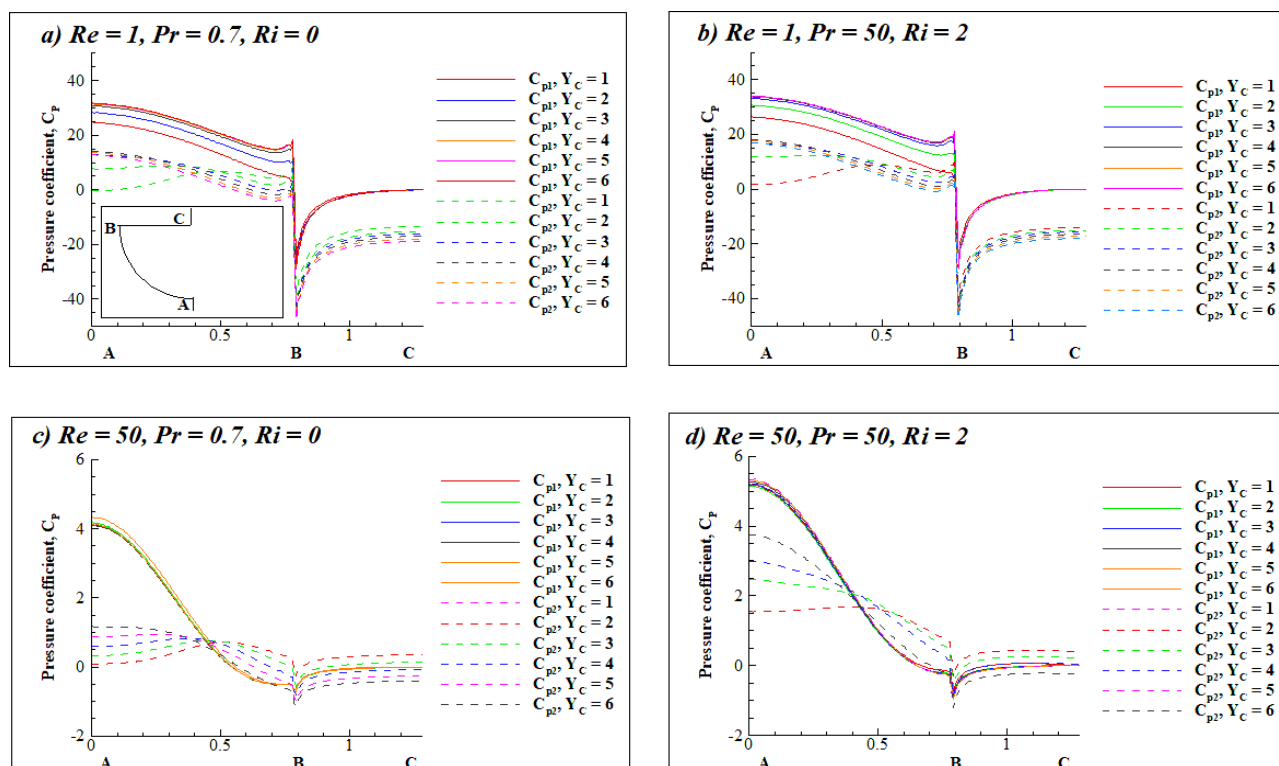 a) Re = 1, Pr = 0.7, Ri = 0
Pressure coefficient, CP
40
20
0
-20
-40
0
0.5
1
A
B
C
B
C
A
Cp1, YC = 1
Cp1, YC = 2
Cp1, YC = 3
Cp1, YC = 4
Cp1, YC = 5
Cp1, YC = 6
Cp2, YC = 1
Cp2, YC = 2
Cp2, YC = 3
Cp2, YC = 4
Cp2, YC = 5
Cp2, YC = 6
b) Re = 1, Pr = 50, Ri = 2
Pressure coefficient, CP
40
20
0
-20
-40
0
0.5
1
A
B
C
Cp1, YC = 1
Cp1, YC = 2
Cp1, YC = 3
Cp1, YC = 4
Cp1, YC = 5
Cp1, YC = 6
Cp2, YC = 1
Cp2, YC = 2
Cp2, YC = 3
Cp2, YC = 4
Cp2, YC = 5
Cp2, YC = 6
c) Re = 50, Pr = 0.7, Ri = 0
Pressure coefficient, CP
6
4
2
0
-2
0
0.5
1
A
B
C
Cp1, YC = 1
Cp1, YC = 2
Cp1, YC = 3
Cp1, YC = 4
Cp1, YC = 5
Cp1, YC = 6
Cp2, YC = 1
Cp2, YC = 2
Cp2, YC = 3
Cp2, YC = 4
Cp2, YC = 5
Cp2, YC = 6
d) Re = 50, Pr = 50, Ri = 2
Pressure coefficient, CP
6
4
2
0
-2
0
0.5
1
A
B
C
Cp1, YC = 1
Cp1, YC = 2
Cp1, YC = 3
Cp1, YC = 4
Cp1, YC = 5
Cp1, YC = 6
Cp2, YC = 1
Cp2, YC = 2
Cp2, YC = 3
Cp2, YC = 4
Cp2, YC = 5
Cp2, YC = 6